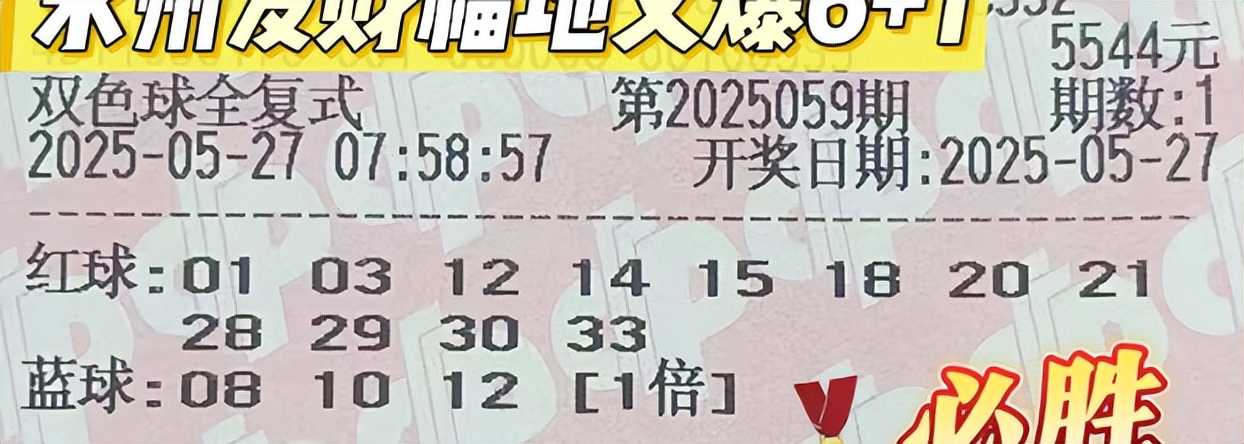 永州发财福地又爆6+1
5544元
双色球全复式 第2025059期 期数:1
2025-05-27 07:58:57 开奖日期:2025-05-27
红球:01 03 12 14 15 18 20 21
28 29 30 33
蓝球:08 10 12 [1倍]
必胜